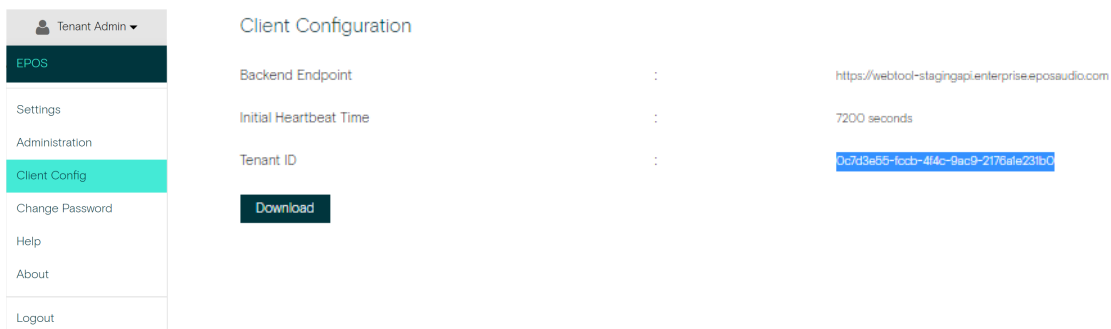 Tenant Admin
EPOS
Settings
Administration
Client Config
Change Password
Help
About
Logout
Client Configuration
Backend Endpoint : https://webtool-stagingapi.enterprise.eposaudio.com
Initial Heartbeat Time : 7200 seconds
Tenant ID : 0c7d3e55-fccb-4f4c-9ac9-2176a1e231b0
Download